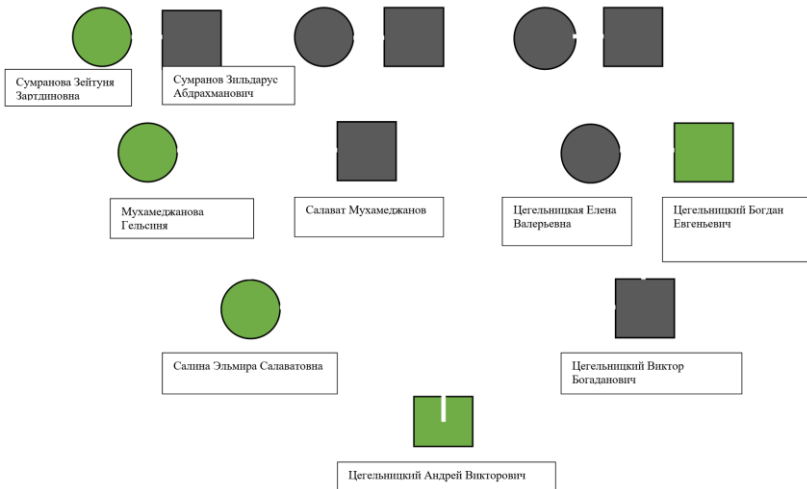 Сумранова Зейтуня
Зартдиновна
Сумранов Зильдарус
Абдрахманович
Мухамеджанова
Гельсиня
Салават Мухамеджанов
Цегельницкая Елена
Валерьевна
Цегельницкий Богдан
Евгеньевич
Салина Эльмира Салаватовна
Цегельницкий Виктор
Богаданович
Цегельницкий Андрей Викторович